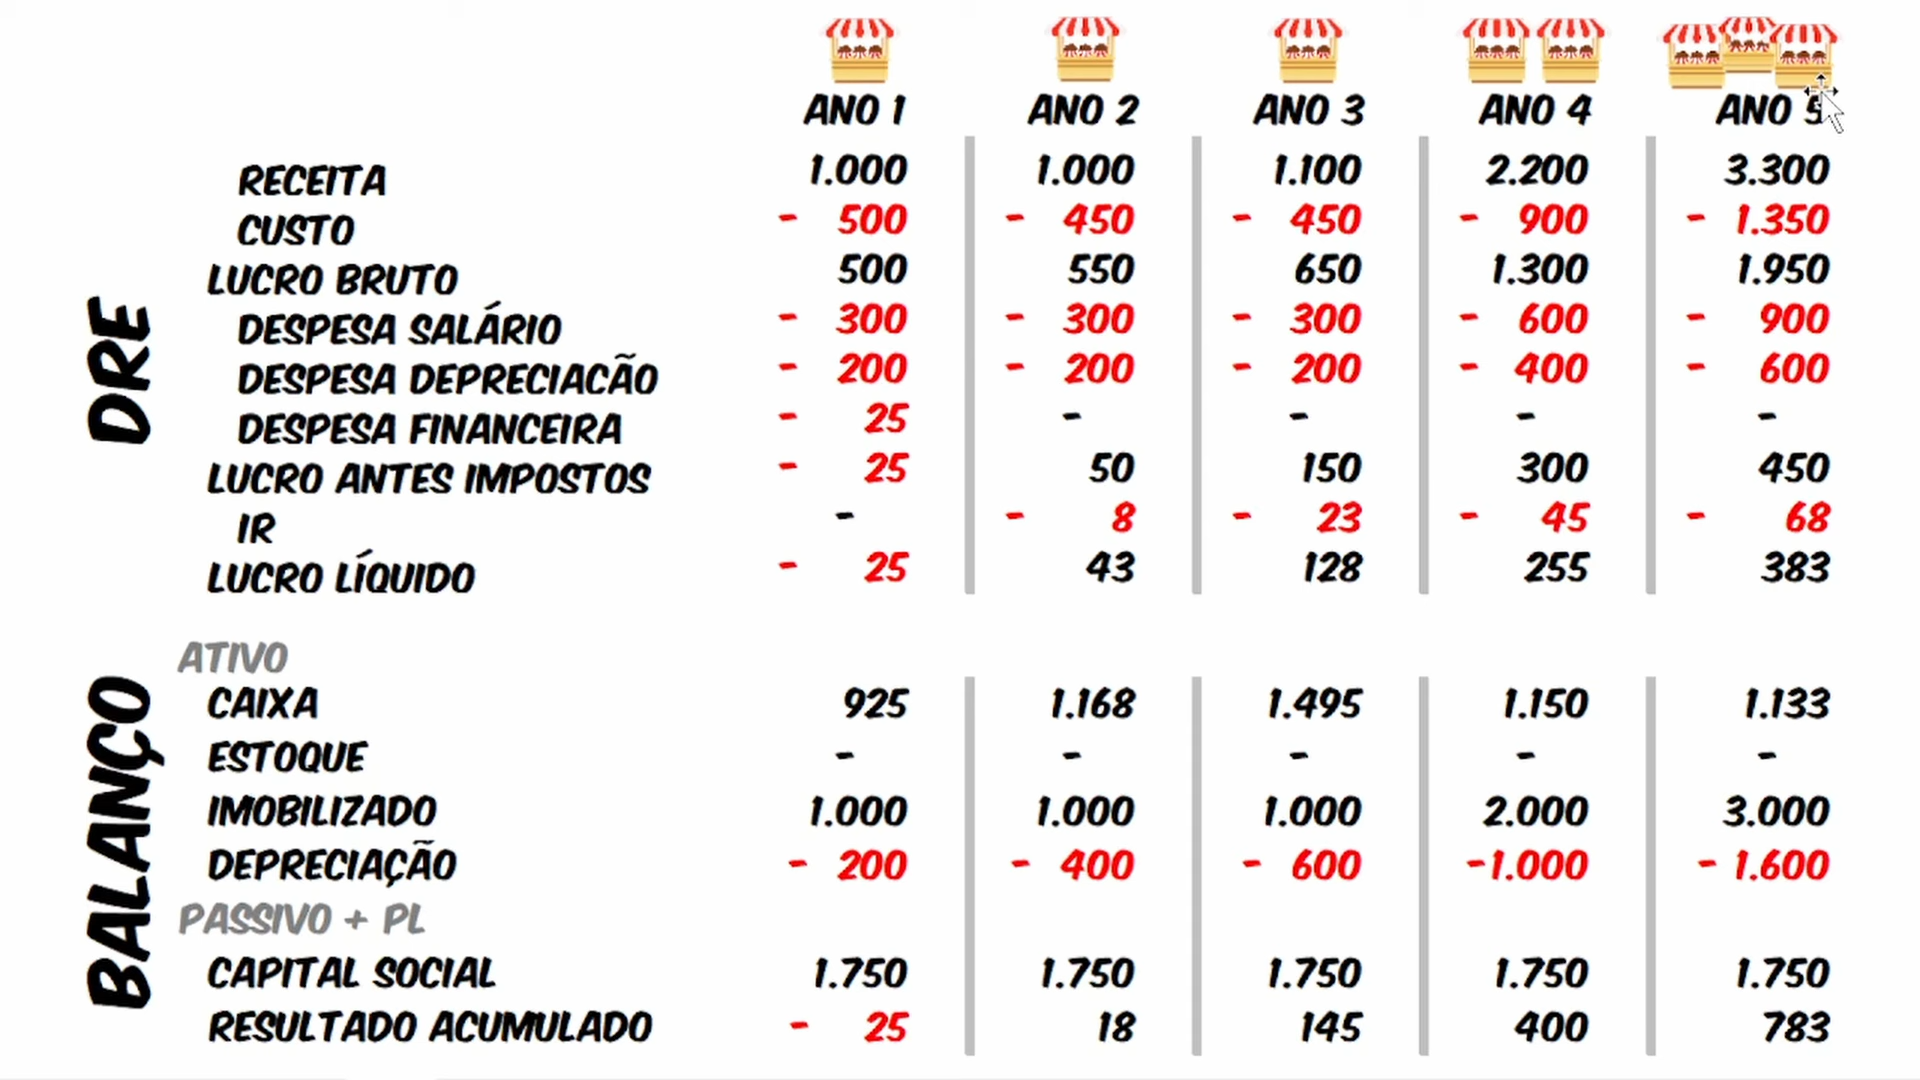 ANO 1 ANO 2 ANO 3 ANO 4 ANO 5
DRE
RECEITA 1.000 1.000 1.100 2.200 3.300
CUSTO - 500 - 450 - 450 - 900 - 1.350
LUCRO BRUTO 500 550 650 1.300 1.950
DESPESA SALÁRIO - 300 - 300 - 300 - 600 - 900
DESPESA DEPRECIACÃO - 200 - 200 - 200 - 400 - 600
DESPESA FINANCEIRA - 25 - - - -
LUCRO ANTES IMPOSTOS - 25 50 150 300 450
IR - - 8 - 23 - 45 - 68
LUCRO LÍQUIDO - 25 43 128 255 383
BALANÇO
ATIVO
CAIXA 925 1.168 1.495 1.150 1.133
ESTOQUE - - - - -
IMOBILIZADO 1.000 1.000 1.000 2.000 3.000
DEPRECIAÇÃO - 200 - 400 - 600 -1.000 - 1.600
PASSIVO + PL
CAPITAL SOCIAL 1.750 1.750 1.750 1.750 1.750
RESULTADO ACUMULADO - 25 18 145 400 783